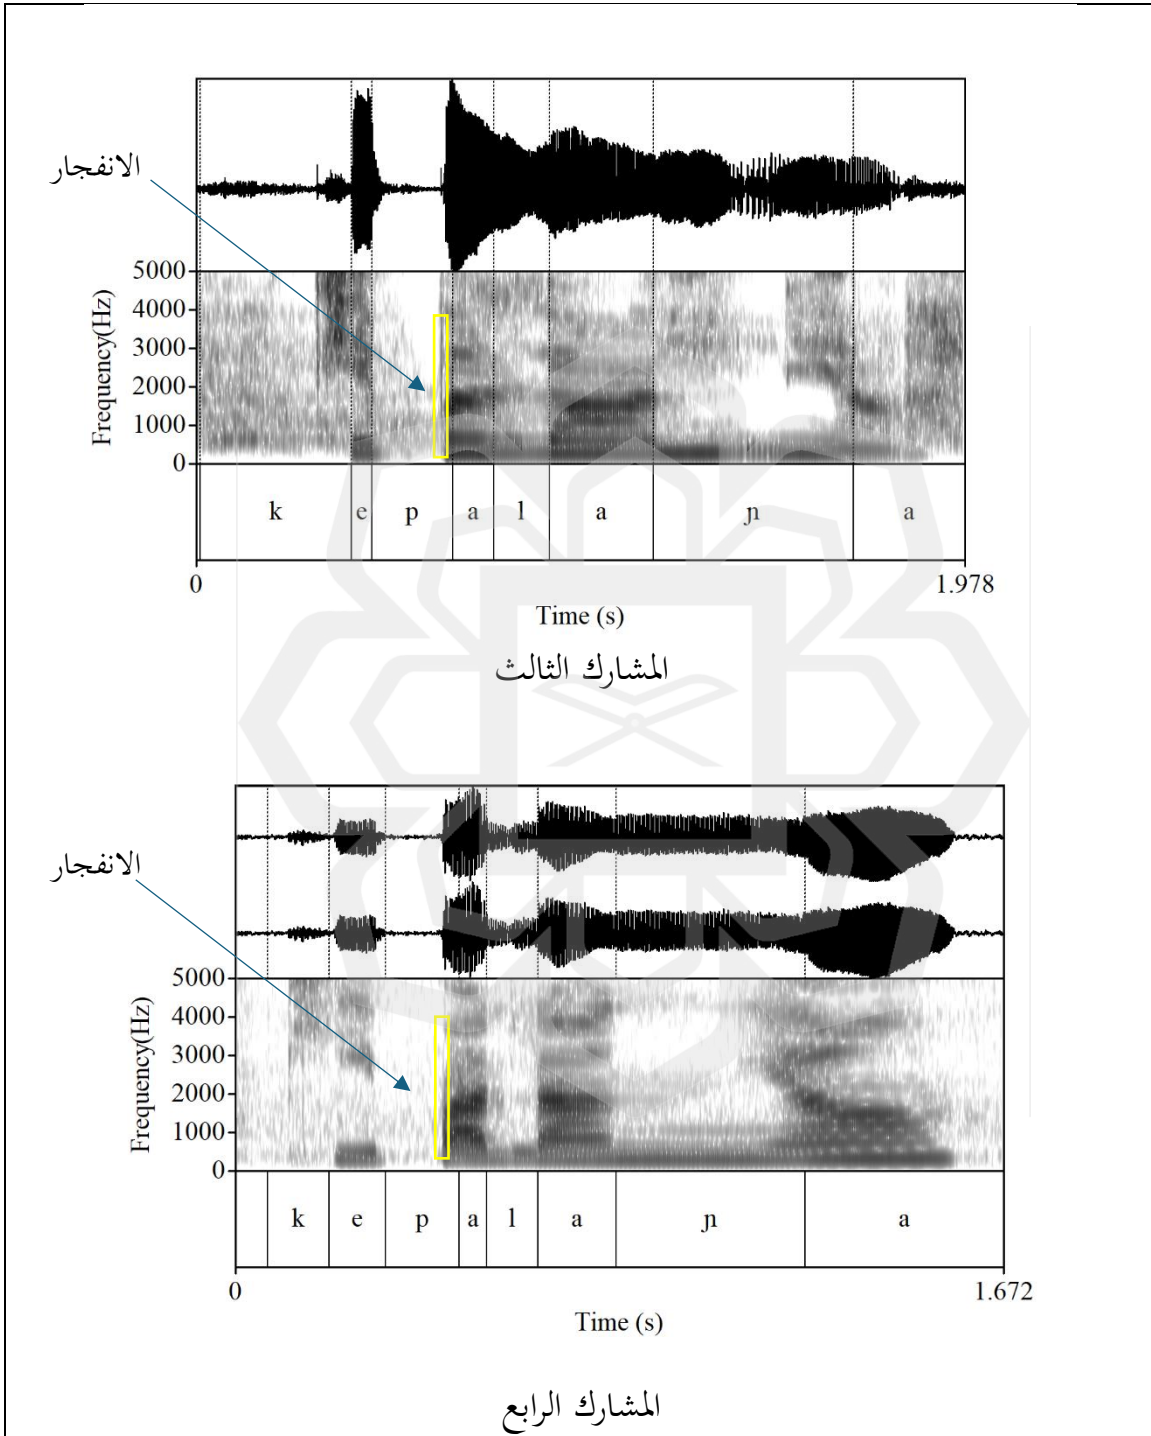 الانفجار
5000
4000
3000
2000
1000
0
Frequency(Hz)
k e p a l a ɲ a
0 1.978
Time (s)
المشارك الثالث
الانفجار
5000
4000
3000
2000
1000
0
Frequency(Hz)
k e p a l a ɲ a
0 1.672
Time (s)
المشارك الرابع